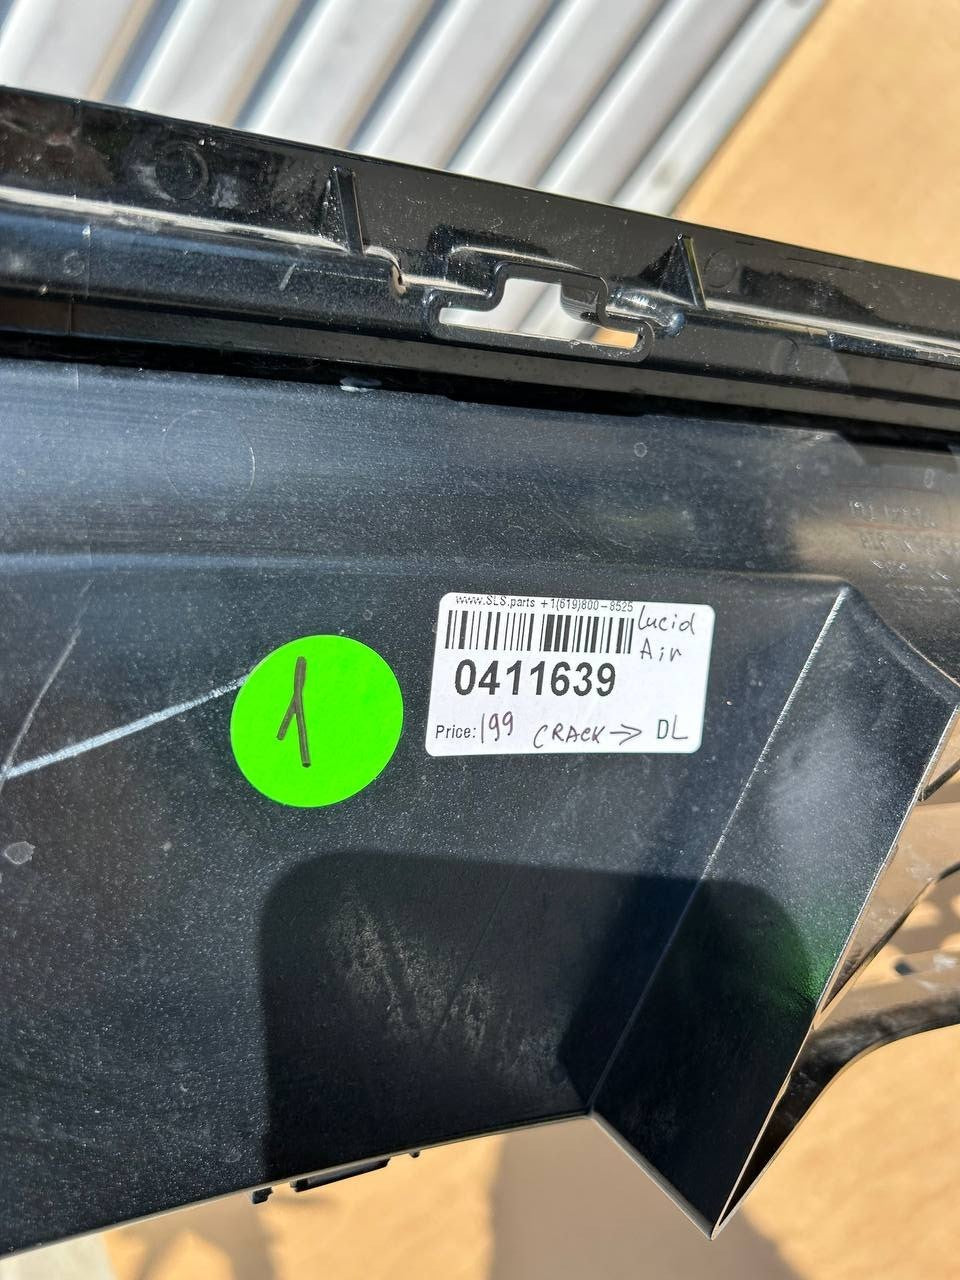 www.SLS.parts +1(619)800-8525
Lucid
Air
0411639
Price: 199 CRACK → DL
1